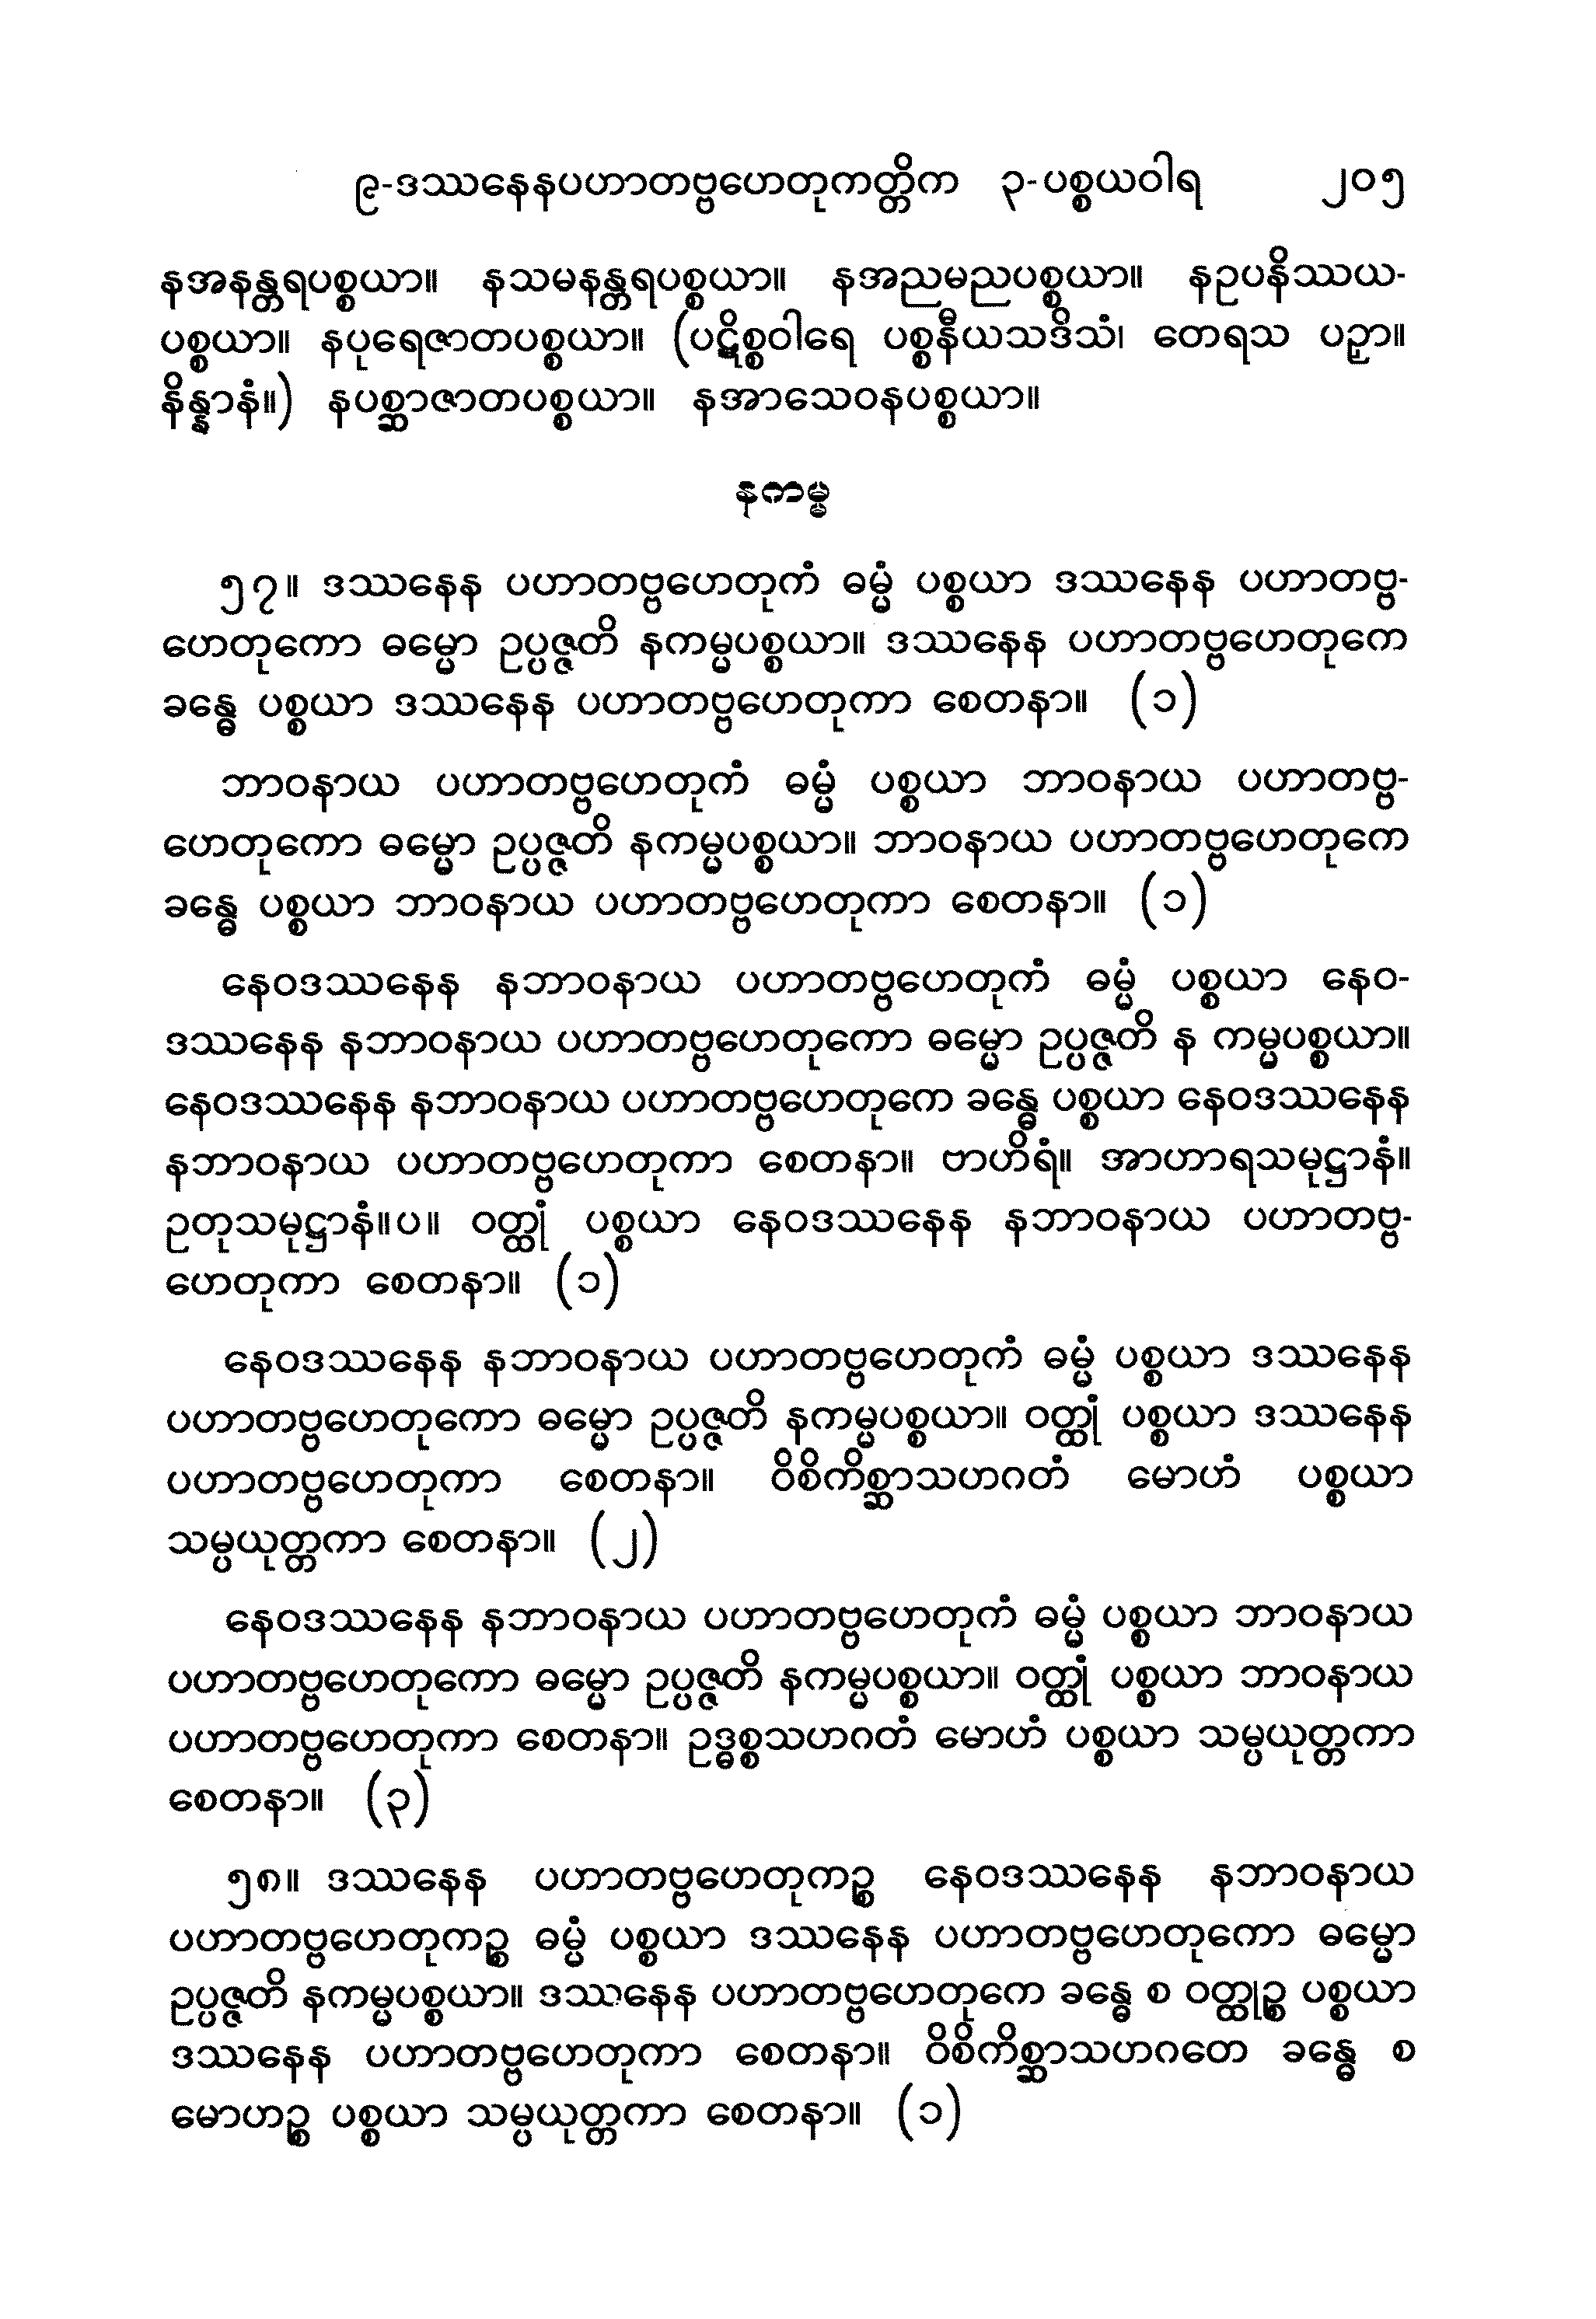 ၉-ဒဿနေနပဟာတဗ္ဗဟေတုကတ္တိက ၃-ပစ္စယဝါရ ၂၀၅
နအနန္တရပစ္စယာ။ နသမနန္တရပစ္စယာ။ နအညမညပစ္စယာ။ နဥပနိဿယ-
ပစ္စယာ။ နပုရေဇာတပစ္စယာ။ (ပဋိစ္စဝါရေ ပစ္စနီယသဒိသံ၊ တေရသ ပဉှာ။
နိန္နာနံ။) နပစ္ဆာဇာတပစ္စယာ။ နအာသေဝနပစ္စယာ။
နကမ္မ
၅၇။ ဒဿနေန ပဟာတဗ္ဗဟေတုကံ ဓမ္မံ ပစ္စယာ ဒဿနေန ပဟာတဗ္ဗ-
ဟေတုကော ဓမ္မော ဥပ္ပဇ္ဇတိ နကမ္မပစ္စယာ။ ဒဿနေန ပဟာတဗ္ဗဟေတုကေ
ခန္ဓေ ပစ္စယာ ဒဿနေန ပဟာတဗ္ဗဟေတုကာ စေတနာ။ (၁)
ဘာဝနာယ ပဟာတဗ္ဗဟေတုကံ ဓမ္မံ ပစ္စယာ ဘာဝနာယ ပဟာတဗ္ဗ-
ဟေတုကော ဓမ္မော ဥပ္ပဇ္ဇတိ နကမ္မပစ္စယာ။ ဘာဝနာယ ပဟာတဗ္ဗဟေတုကေ
ခန္ဓေ ပစ္စယာ ဘာဝနာယ ပဟာတဗ္ဗဟေတုကာ စေတနာ။ (၁)
နေဝဒဿနေန နဘာဝနာယ ပဟာတဗ္ဗဟေတုကံ ဓမ္မံ ပစ္စယာ နေဝ-
ဒဿနေန နဘာဝနာယ ပဟာတဗ္ဗဟေတုကော ဓမ္မော ဥပ္ပဇ္ဇတိ န ကမ္မပစ္စယာ။
နေဝဒဿနေန နဘာဝနာယ ပဟာတဗ္ဗဟေတုကေ ခန္ဓေ ပစ္စယာ နေဝဒဿနေန
နဘာဝနာယ ပဟာတဗ္ဗဟေတုကာ စေတနာ။ ဗာဟိရံ။ အာဟာရသမုဋ္ဌာနံ။
ဥတုသမုဋ္ဌာနံ။ပ။ ဝတ္ထုံ ပစ္စယာ နေဝဒဿနေန နဘာဝနာယ ပဟာတဗ္ဗ-
ဟေတုကာ စေတနာ။ (၁)
နေဝဒဿနေန နဘာဝနာယ ပဟာတဗ္ဗဟေတုကံ ဓမ္မံ ပစ္စယာ ဒဿနေန
ပဟာတဗ္ဗဟေတုကော ဓမ္မော ဥပ္ပဇ္ဇတိ နကမ္မပစ္စယာ။ ဝတ္ထုံ ပစ္စယာ ဒဿနေန
ပဟာတဗ္ဗဟေတုကာ စေတနာ။ ဝိစိကိစ္ဆာသဟဂတံ မောဟံ ပစ္စယာ
သမ္ပယုတ္တကာ စေတနာ။ (၂)
နေဝဒဿနေန နဘာဝနာယ ပဟာတဗ္ဗဟေတုကံ ဓမ္မံ ပစ္စယာ ဘာဝနာယ
ပဟာတဗ္ဗဟေတုကော ဓမ္မော ဥပ္ပဇ္ဇတိ နကမ္မပစ္စယာ။ ဝတ္ထုံ ပစ္စယာ ဘာဝနာယ
ပဟာတဗ္ဗဟေတုကာ စေတနာ။ ဥဒ္ဓစ္စသဟဂတံ မောဟံ ပစ္စယာ သမ္ပယုတ္တကာ
စေတနာ။ (၃)
၅၈။ ဒဿနေန ပဟာတဗ္ဗဟေတုကဉ္စ နေဝဒဿနေန နဘာဝနာယ
ပဟာတဗ္ဗဟေတုကဉ္စ ဓမ္မံ ပစ္စယာ ဒဿနေန ပဟာတဗ္ဗဟေတုကော ဓမ္မော
ဥပ္ပဇ္ဇတိ နကမ္မပစ္စယာ။ ဒဿနေန ပဟာတဗ္ဗဟေတုကေ ခန္ဓေ စ ဝတ္ထုဉ္စ ပစ္စယာ
ဒဿနေန ပဟာတဗ္ဗဟေတုကာ စေတနာ။ ဝိစိကိစ္ဆာသဟဂတေ ခန္ဓေ စ
မောဟဉ္စ ပစ္စယာ သမ္ပယုတ္တကာ စေတနာ။ (၁)